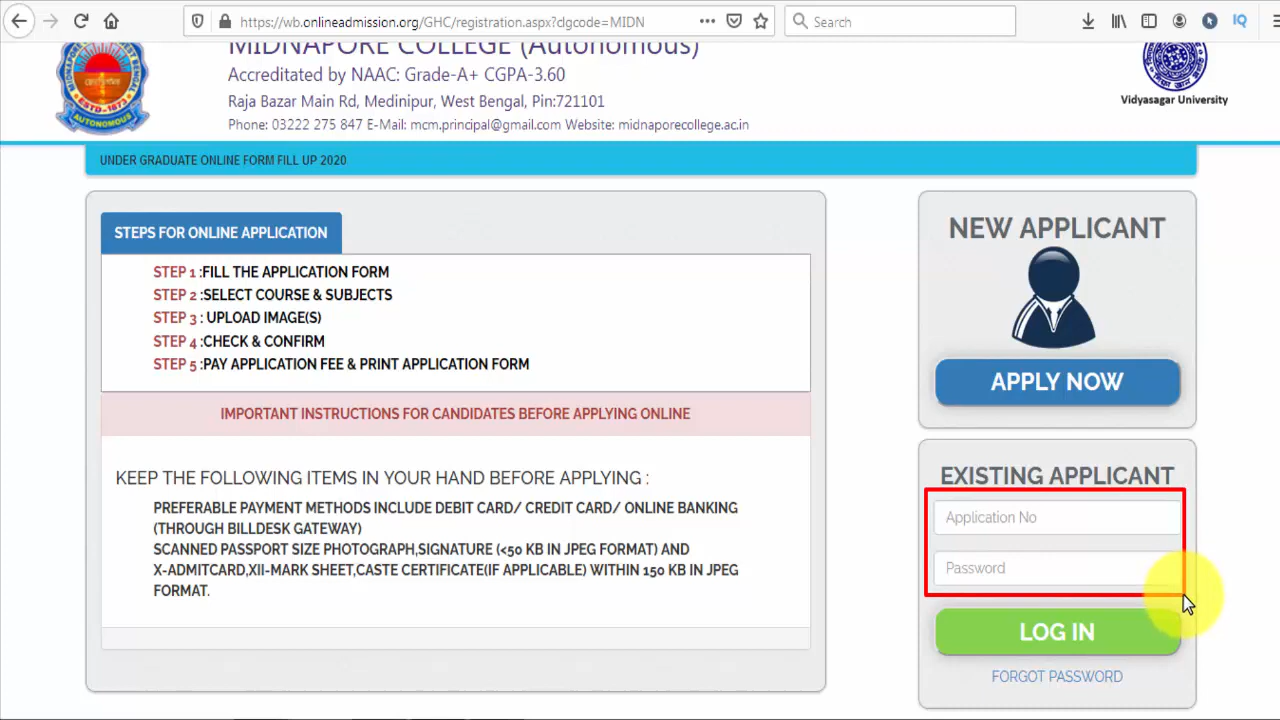 https://wb.onlineadmission.org/GHC/registration.aspx?dgcode=MIDN
Search
IQ
MIDNAPORE COLLEGE (Autonomous)
Accredited by NAAC: Grade-A+ CGPA-3.60
Raja Bazar Main Rd, Medinipur, West Bengal, Pin:721101
Phone: 03222 275 847 E-Mail: mcm.principal@gmail.com Website: midnaporecollege.ac.in
ESTD-1873
AUTONOMOUS
Vidyasagar University
UNDER GRADUATE ONLINE FORM FILL UP 2020
STEPS FOR ONLINE APPLICATION
STEP 1 :FILL THE APPLICATION FORM
STEP 2 :SELECT COURSE & SUBJECTS
STEP 3 : UPLOAD IMAGE(S)
STEP 4 :CHECK & CONFIRM
STEP 5 :PAY APPLICATION FEE & PRINT APPLICATION FORM
IMPORTANT INSTRUCTIONS FOR CANDIDATES BEFORE APPLYING ONLINE
KEEP THE FOLLOWING ITEMS IN YOUR HAND BEFORE APPLYING :
PREFERABLE PAYMENT METHODS INCLUDE DEBIT CARD/ CREDIT CARD/ ONLINE BANKING
(THROUGH BILLDESK GATEWAY)
SCANNED PASSPORT SIZE PHOTOGRAPH,SIGNATURE (<50 KB IN JPEG FORMAT) AND
X-ADMITCARD,XII-MARK SHEET,CASTE CERTIFICATE(IF APPLICABLE) WITHIN 150 KB IN JPEG
FORMAT.
NEW APPLICANT
APPLY NOW
EXISTING APPLICANT
Application No
Password
LOG IN
FORGOT PASSWORD